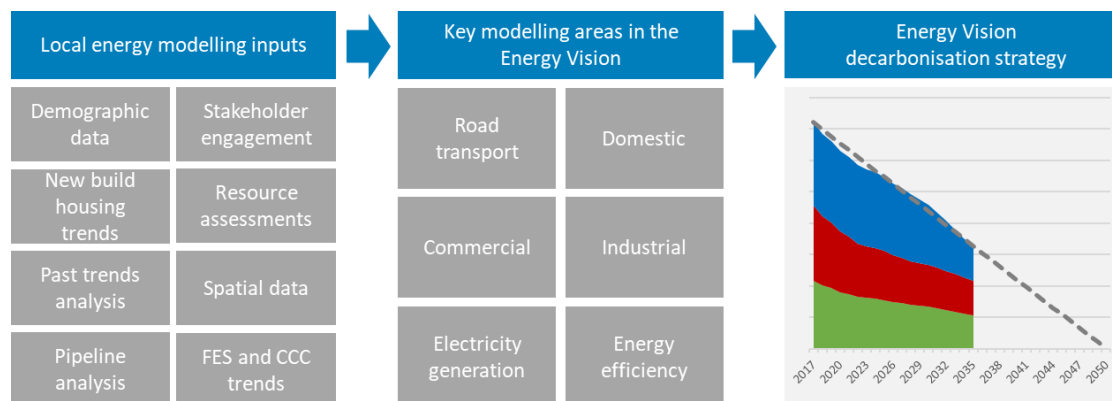 Local energy modelling inputs
Key modelling areas in the
Energy Vision
Energy Vision
decarbonisation strategy
Demographic
data
Stakeholder
engagement
New build
housing
trends
Resource
assessments
Past trends
analysis
Spatial data
Pipeline
analysis
FES and CCC
trends
Road
transport
Domestic
Commercial
Industrial
Electricity
generation
Energy
efficiency
2017
2020
2023
2026
2029
2032
2035
2038
2041
2044
2047
2050